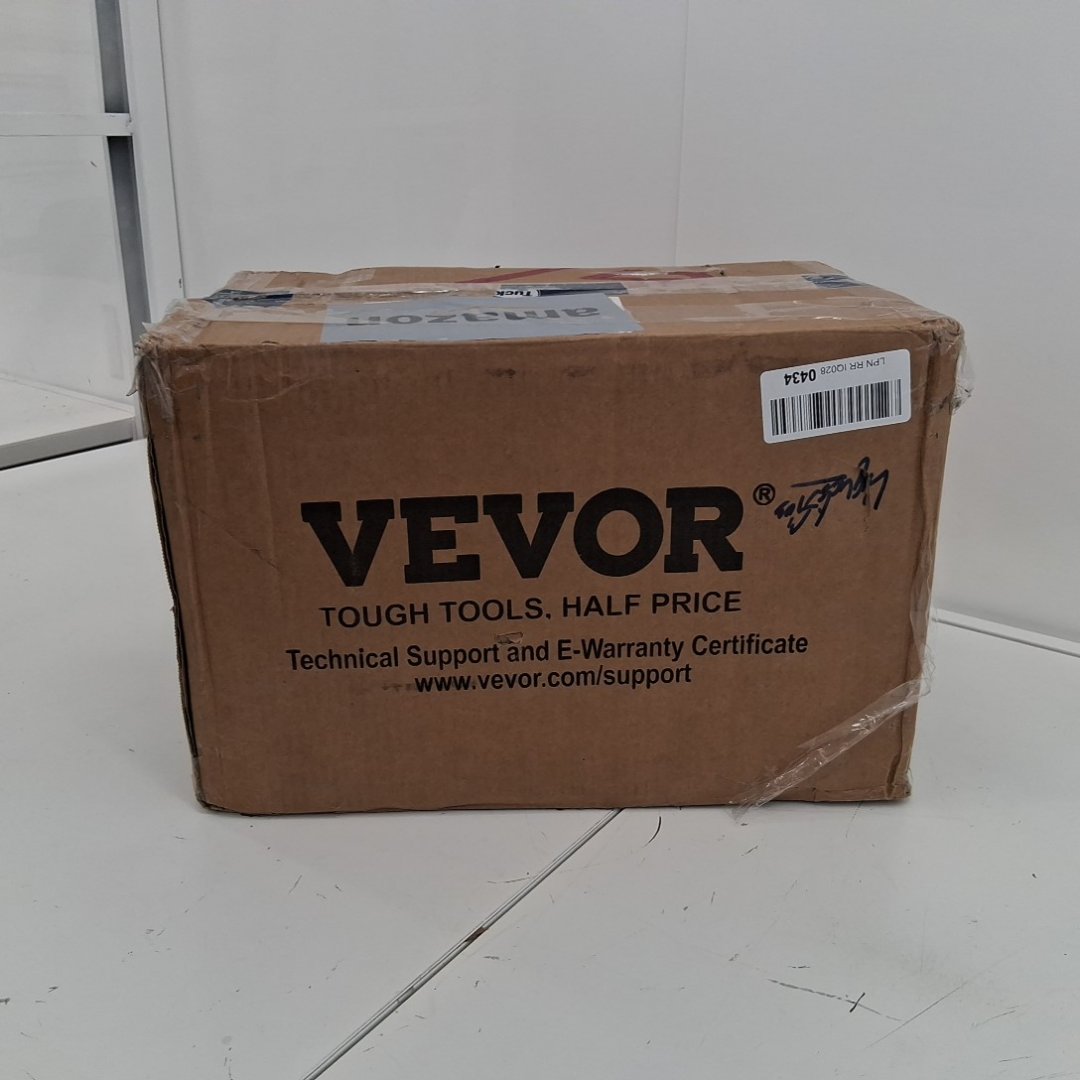 Tuck
amazon
LPN RR IQ028 0434
VEVOR®
TOUGH TOOLS, HALF PRICE
Technical Support and E-Warranty Certificate
www.vevor.com/support